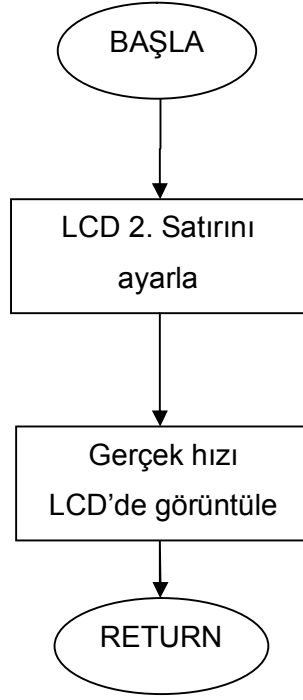 BAŞLA
LCD 2. Satırını
ayarla
Gerçek hızı
LCD’de görüntüle
RETURN